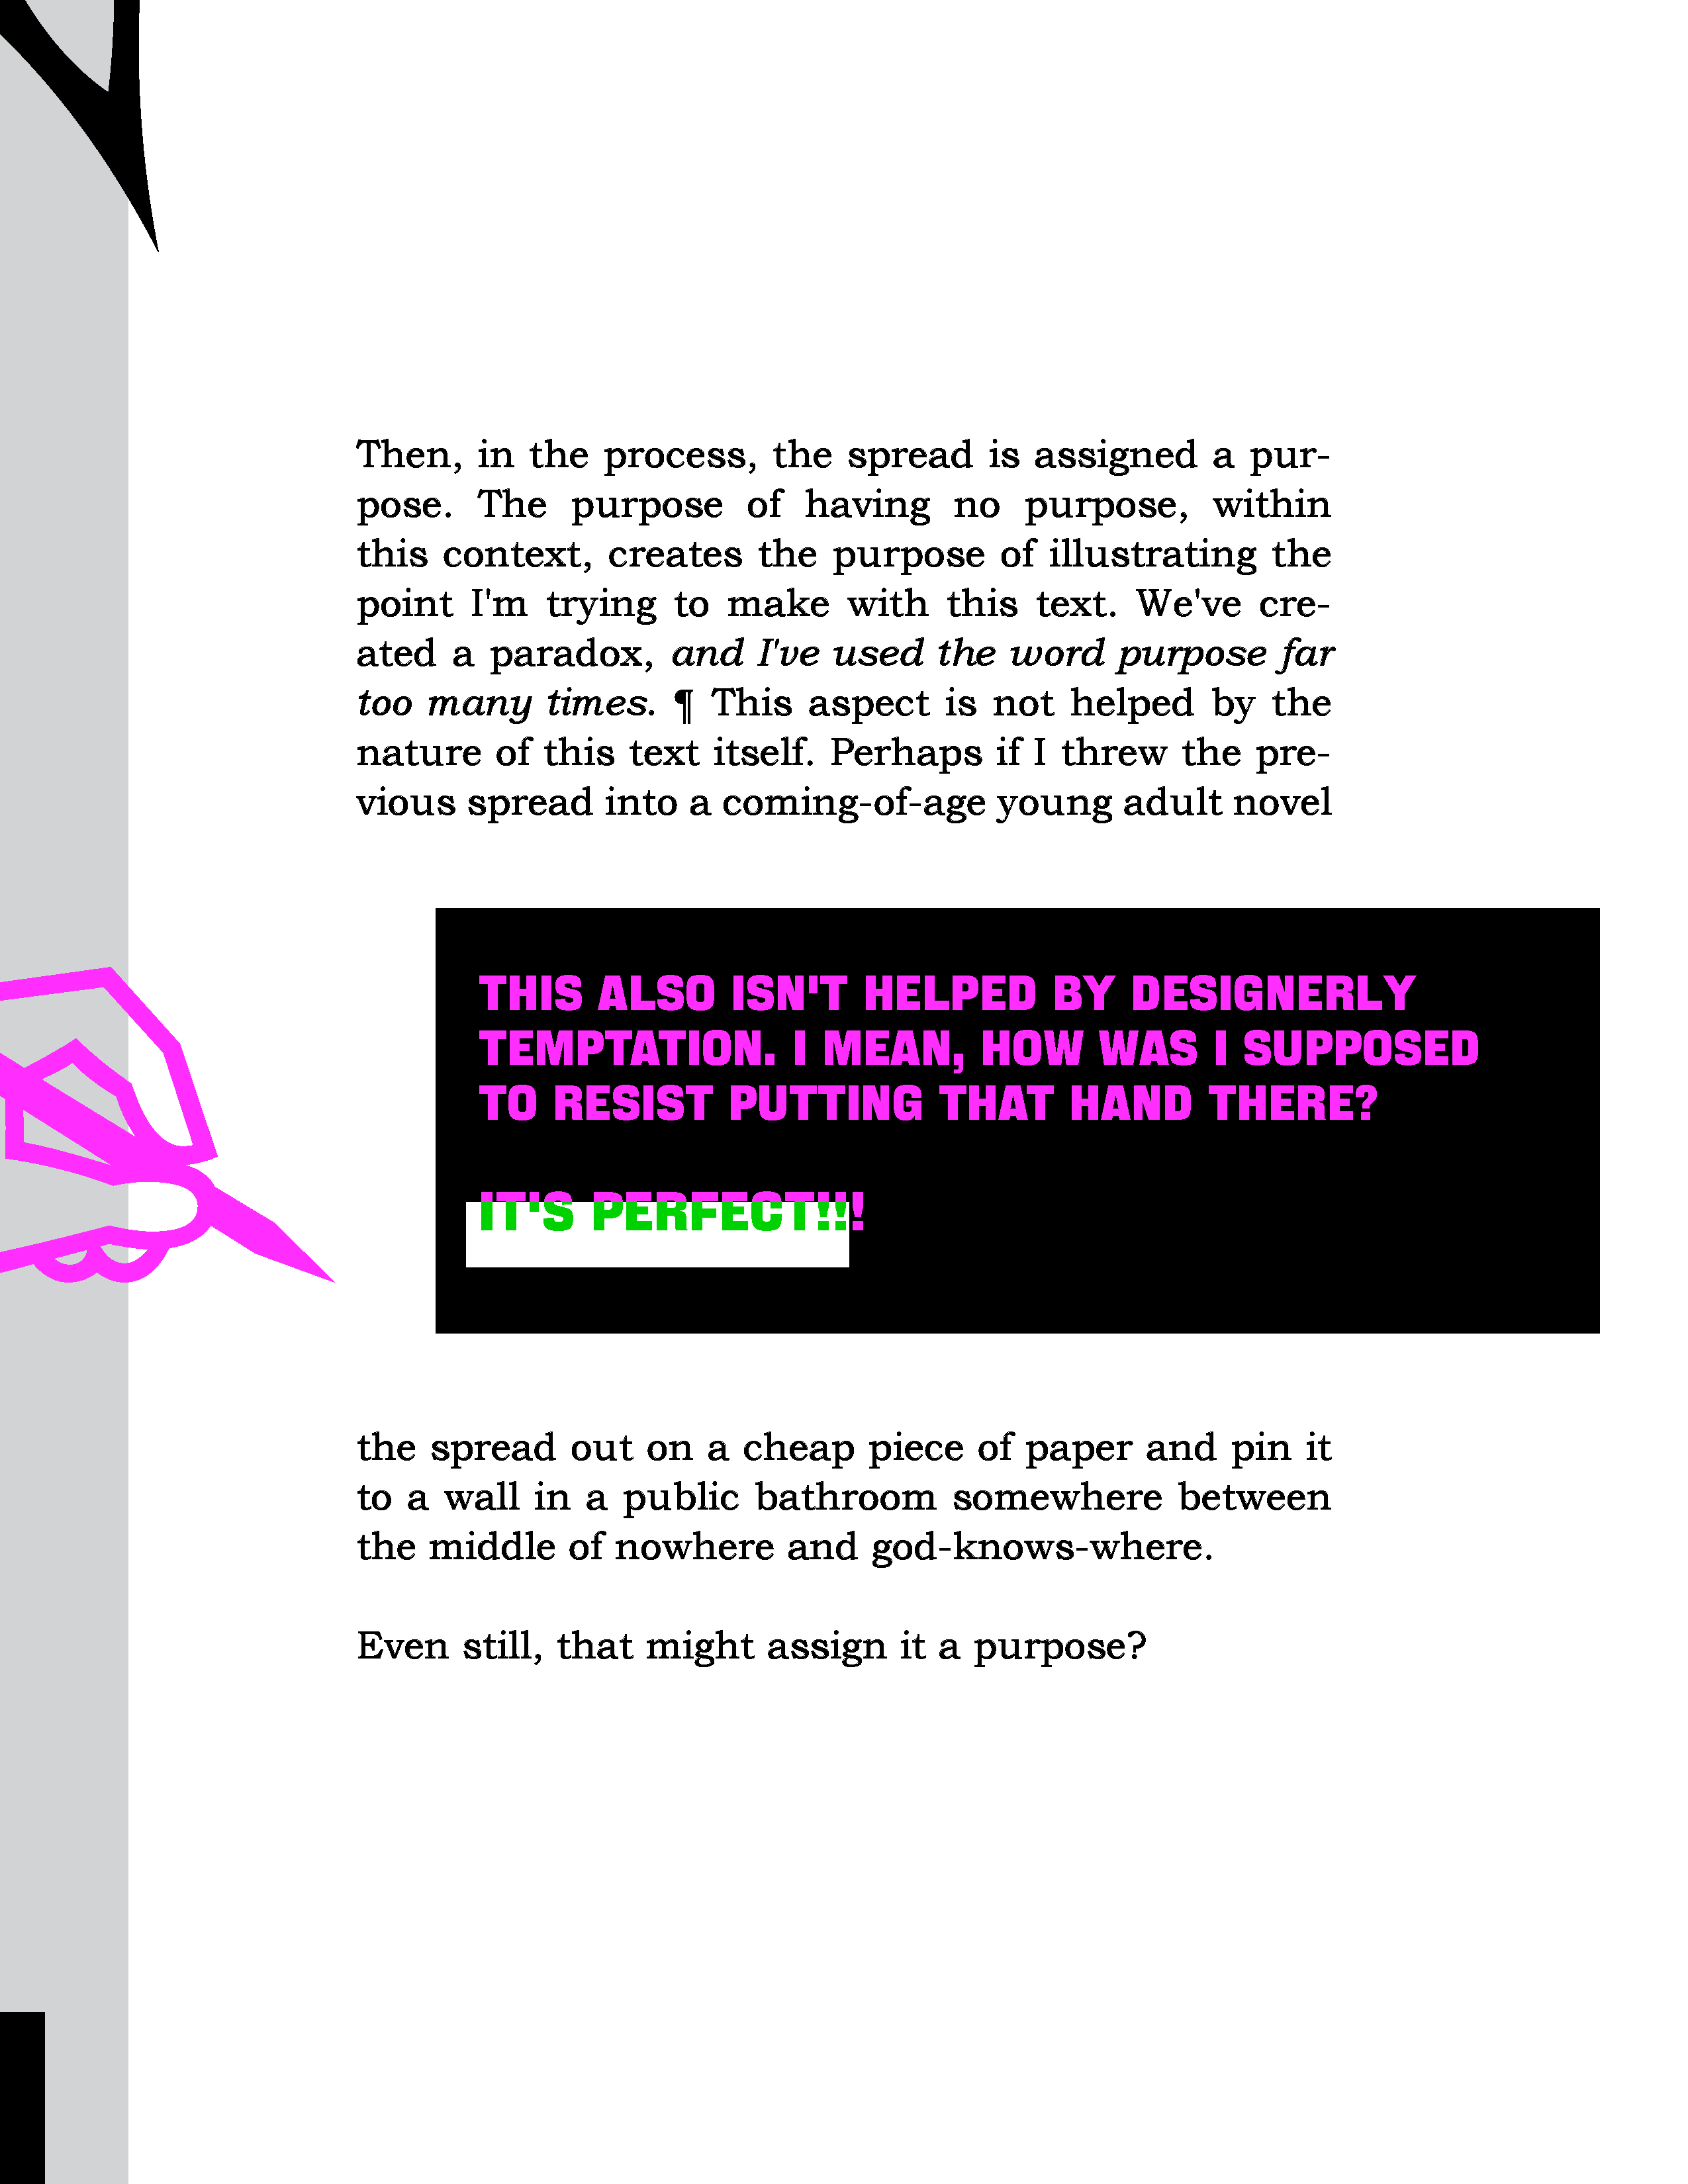 Then, in the process, the spread is assigned a pur-
pose. The purpose of having no purpose, within
this context, creates the purpose of illustrating the
point I'm trying to make with this text. We've cre-
ated a paradox, and I've used the word purpose far
too many times. ¶ This aspect is not helped by the
nature of this text itself. Perhaps if I threw the pre-
vious spread into a coming-of-age young adult novel
THIS ALSO ISN'T HELPED BY DESIGNERLY
TEMPTATION. I MEAN, HOW WAS I SUPPOSED
TO RESIST PUTTING THAT HAND THERE?
IT'S PERFECT!!!
the spread out on a cheap piece of paper and pin it
to a wall in a public bathroom somewhere between
the middle of nowhere and god-knows-where.
Even still, that might assign it a purpose?